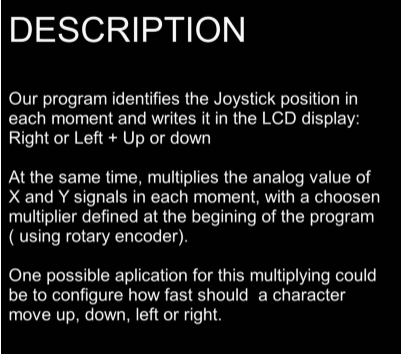 DESCRIPTION
Our program identifies the Joystick position in
each moment and writes it in the LCD display:
Right or Left + Up or down
At the same time, multiplies the analog value of
X and Y signals in each moment, with a choosen
multiplier defined at the begining of the program
( using rotary encoder).
One possible aplication for this multiplying could
be to configure how fast should  a character
move up, down, left or right.